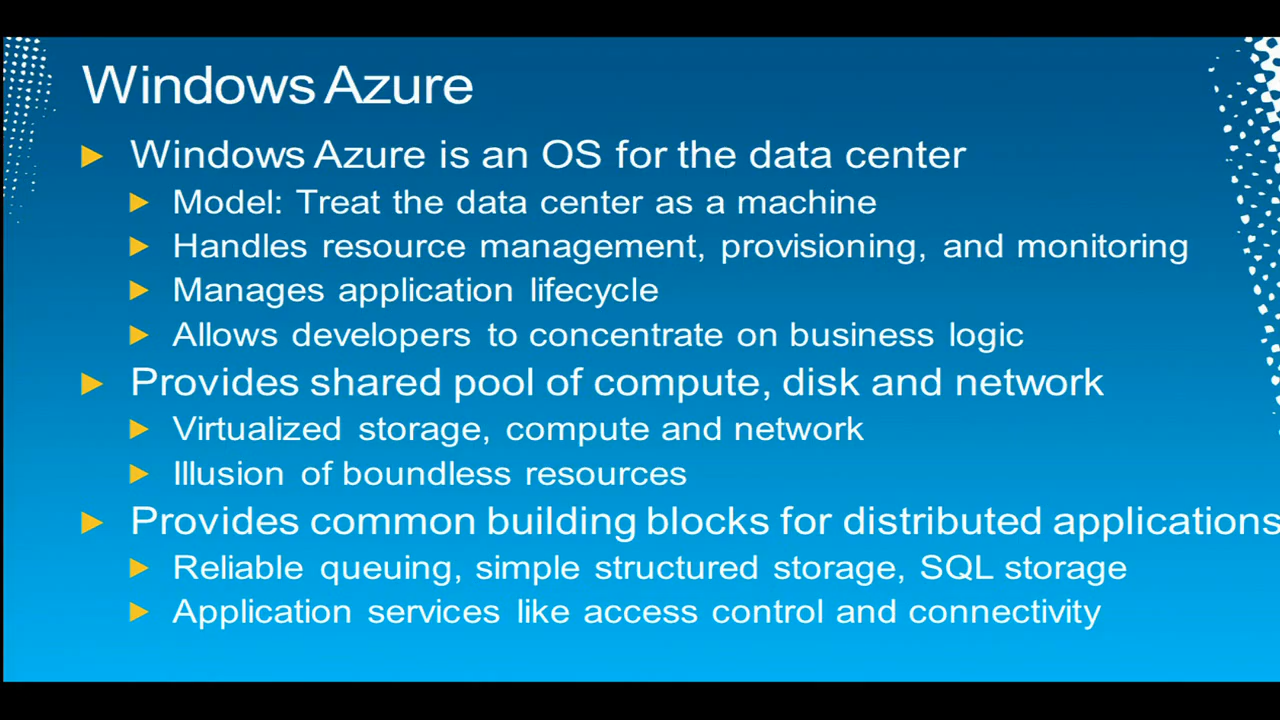 Windows Azure
Windows Azure is an OS for the data center
Model: Treat the data center as a machine
Handles resource management, provisioning, and monitoring
Manages application lifecycle
Allows developers to concentrate on business logic
Provides shared pool of compute, disk and network
Virtualized storage, compute and network
Illusion of boundless resources
Provides common building blocks for distributed applications
Reliable queuing, simple structured storage, SQL storage
Application services like access control and connectivity